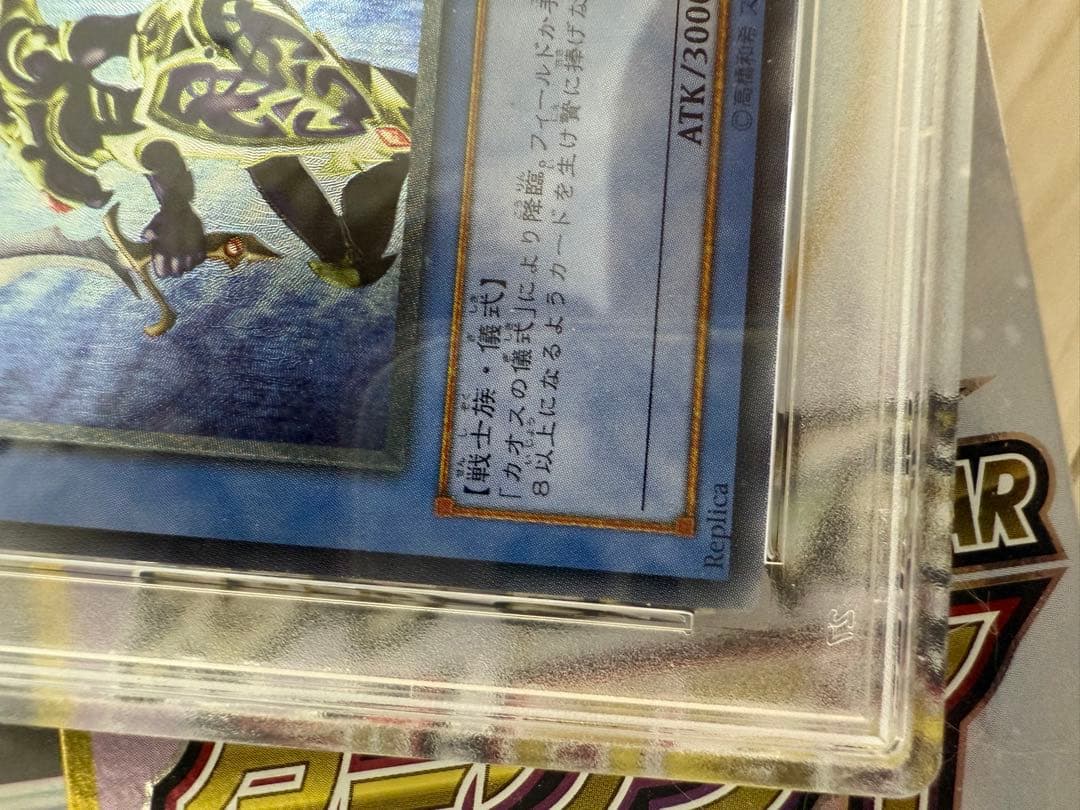 【戦士族・儀式】
「カオスの儀式」により降臨。フィールドか手
8以上になるようカードを生け贄に捧げな
ATK/3000
Replica
©高橋和希 ス
AR